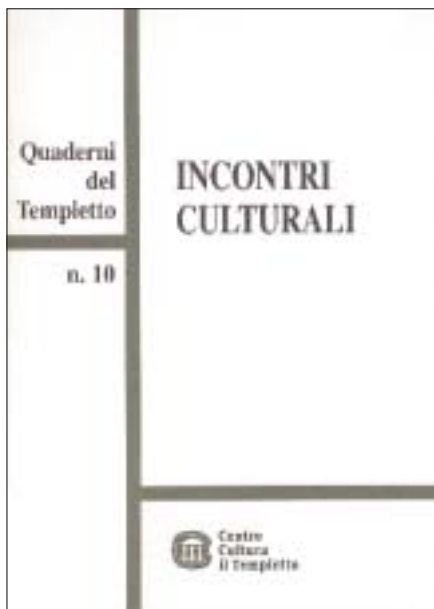 Quaderni
del
Templetto
n. 10
INCONTRI
CULTURALI
Centro
Cultura
il Templetto